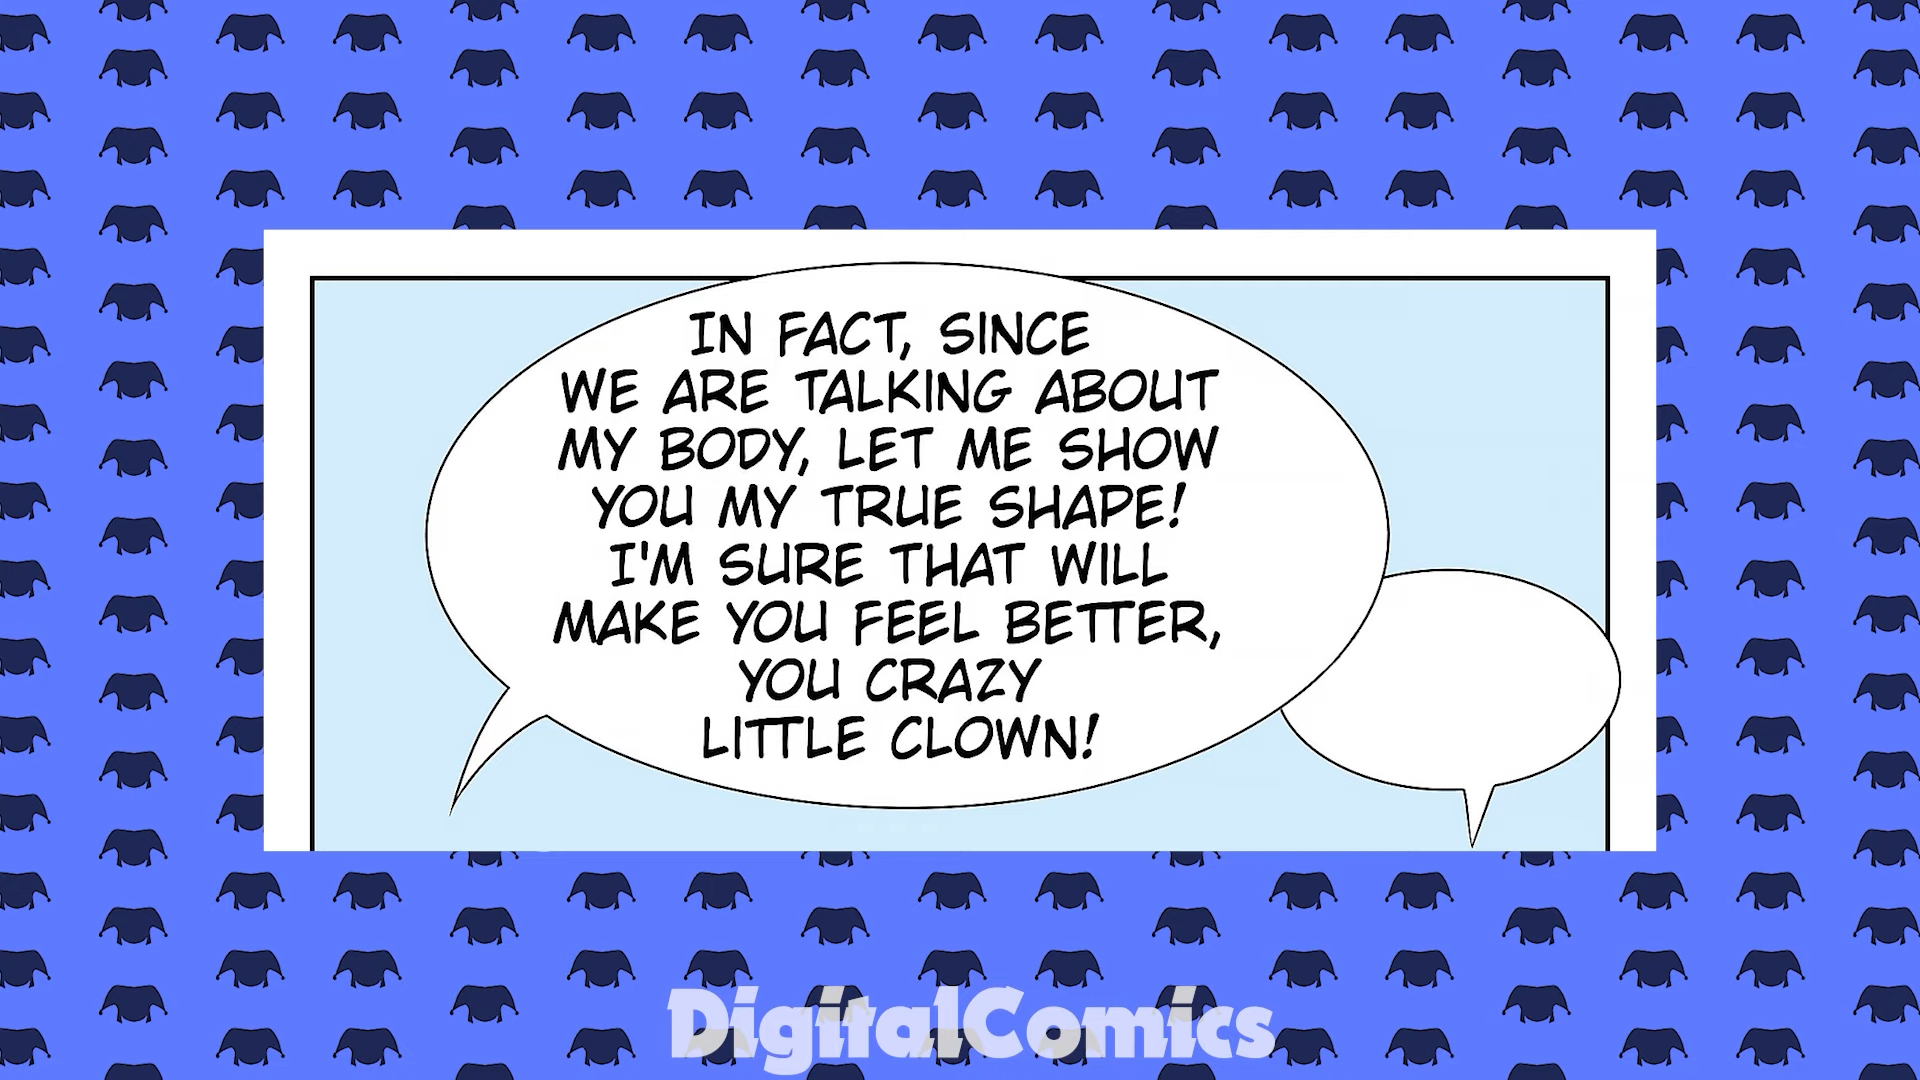 IN FACT, SINCE
WE ARE TALKING ABOUT
MY BODY, LET ME SHOW
YOU MY TRUE SHAPE!
I'M SURE THAT WILL
MAKE YOU FEEL BETTER,
YOU CRAZY
LITTLE CLOWN!
DigitalComics